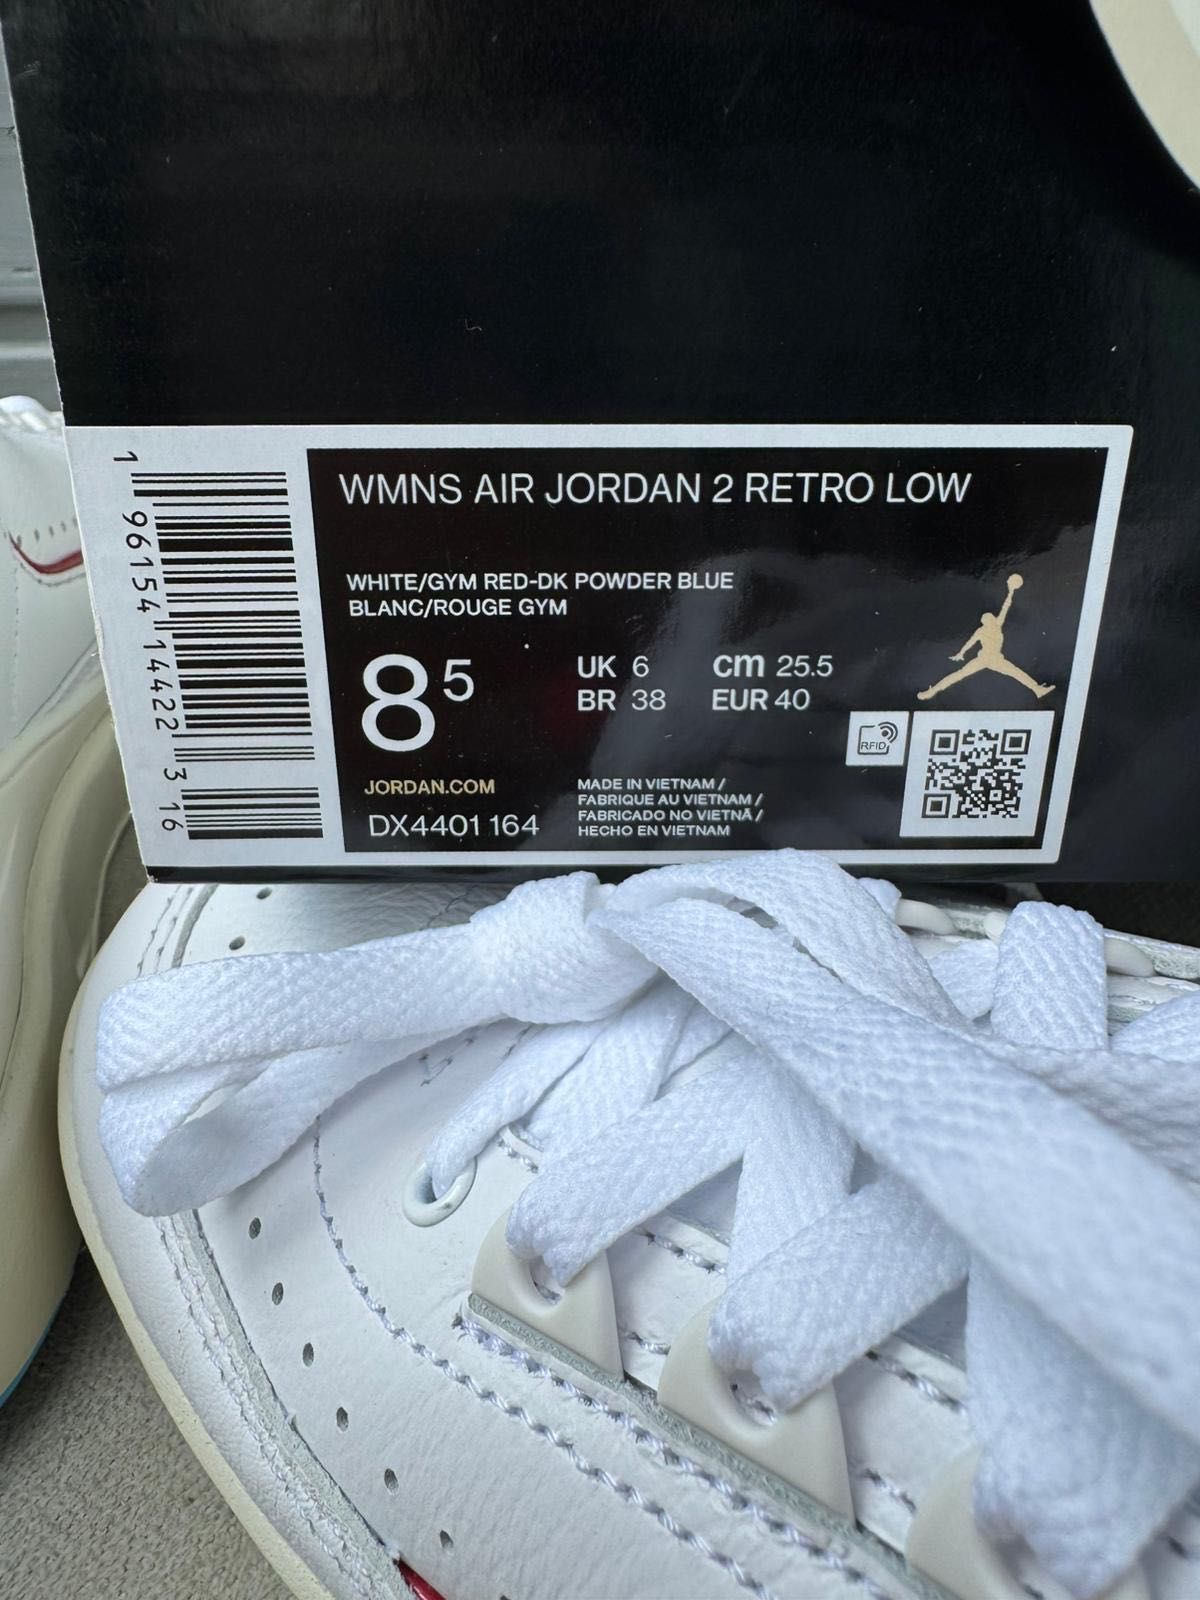 WMNS AIR JORDAN 2 RETRO LOW
WHITE/GYM RED-DK POWDER BLUE
BLANC/ROUGE GYM
8 5
UK 6
cm 25.5
BR 38
EUR 40
RFID
JORDAN.COM
DX4401 164
MADE IN VIETNAM /
FABRIQUE AU VIETNAM /
FABRICADO NO VIETNÃ /
HECHO EN VIETNAM
1 96154 14422 3 16